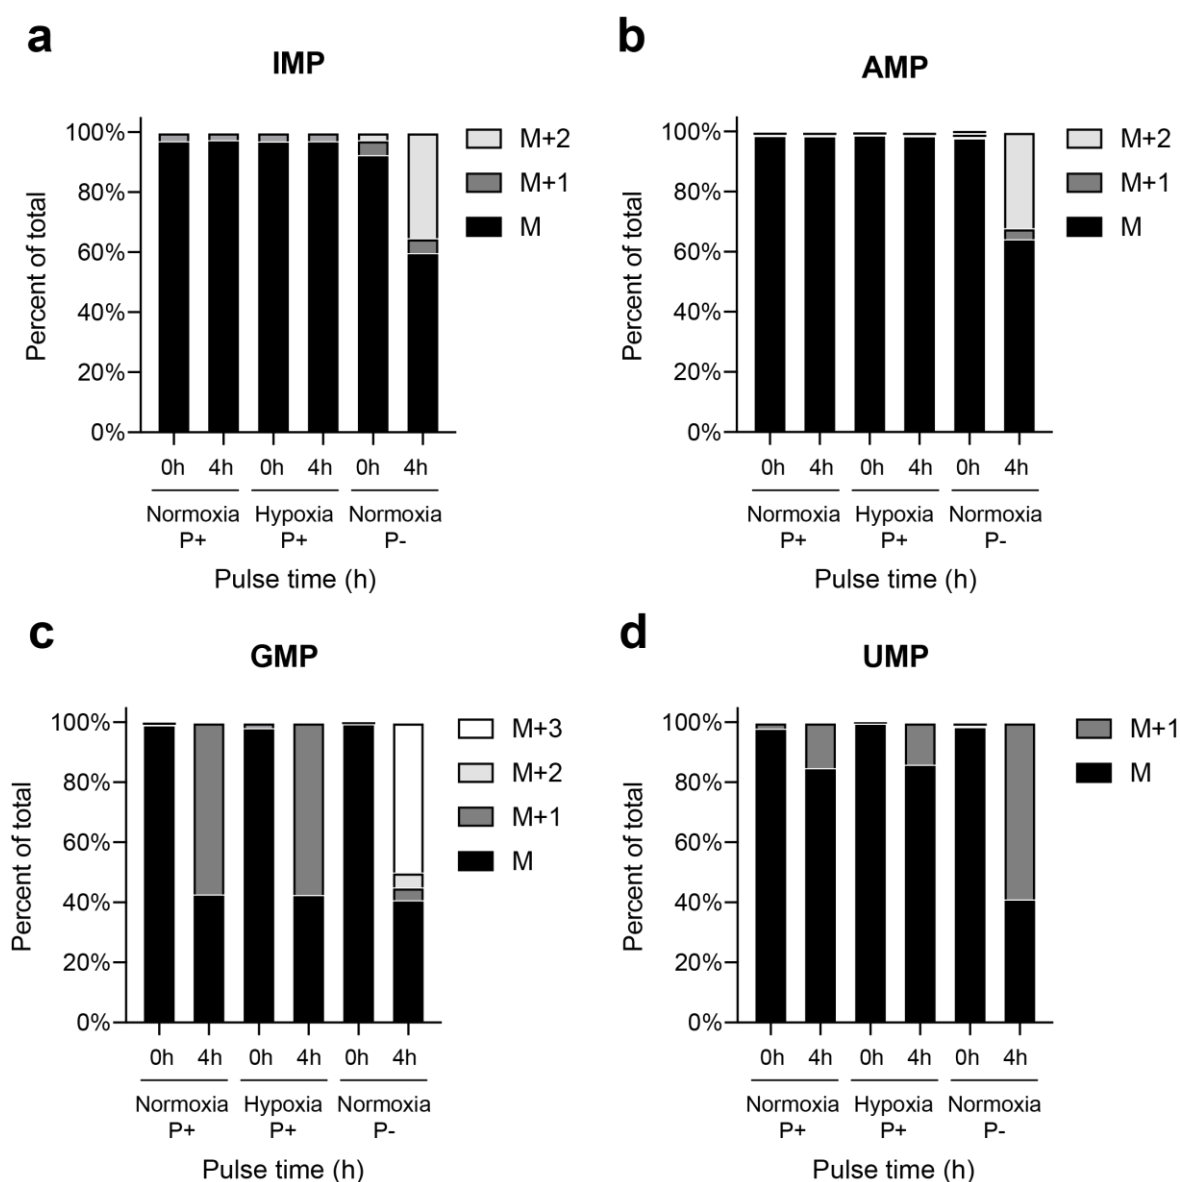 a
IMP
Percent of total
100%
80%
60%
40%
20%
0%
M+2
M+1
M
0h 4h 0h 4h 0h 4h
Normoxia Hypoxia Normoxia
P+ P+ P-
Pulse time (h)
b
AMP
Percent of total
100%
80%
60%
40%
20%
0%
M+2
M+1
M
0h 4h 0h 4h 0h 4h
Normoxia Hypoxia Normoxia
P+ P+ P-
Pulse time (h)
c
GMP
Percent of total
100%
80%
60%
40%
20%
0%
M+3
M+2
M+1
M
0h 4h 0h 4h 0h 4h
Normoxia Hypoxia Normoxia
P+ P+ P-
Pulse time (h)
d
UMP
Percent of total
100%
80%
60%
40%
20%
0%
M+1
M
0h 4h 0h 4h 0h 4h
Normoxia Hypoxia Normoxia
P+ P+ P-
Pulse time (h)